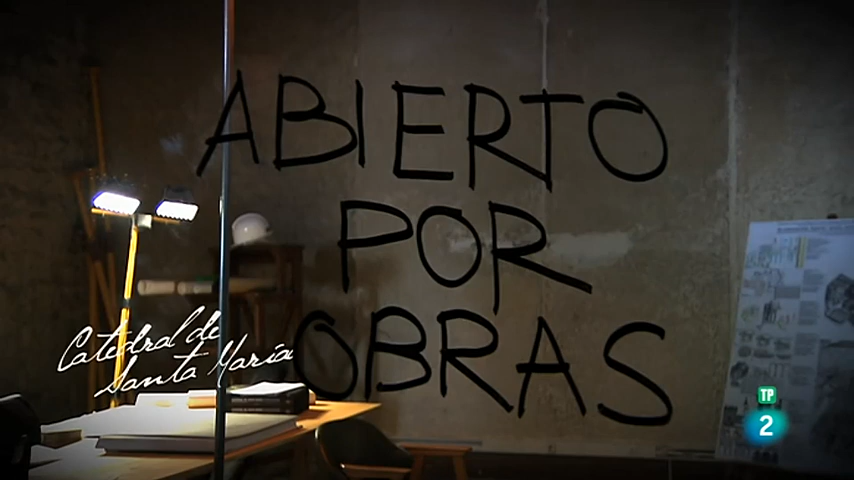 ABIERTO
POR
OBRAS
Catedral de
Santa María
TP
2